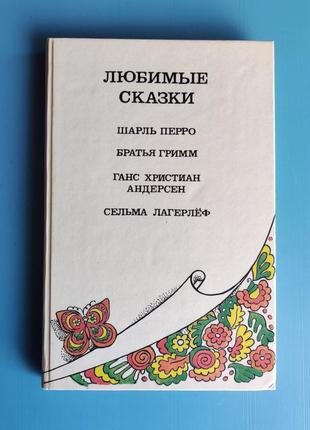 ЛЮБИМЫЕ
СКАЗКИ
ШАРЛЬ ПЕРРО
БРАТЬЯ ГРИММ
ГАНС ХРИСТИАН
АНДЕРСЕН
СЕЛЬМА ЛАГЕРЛЁФ